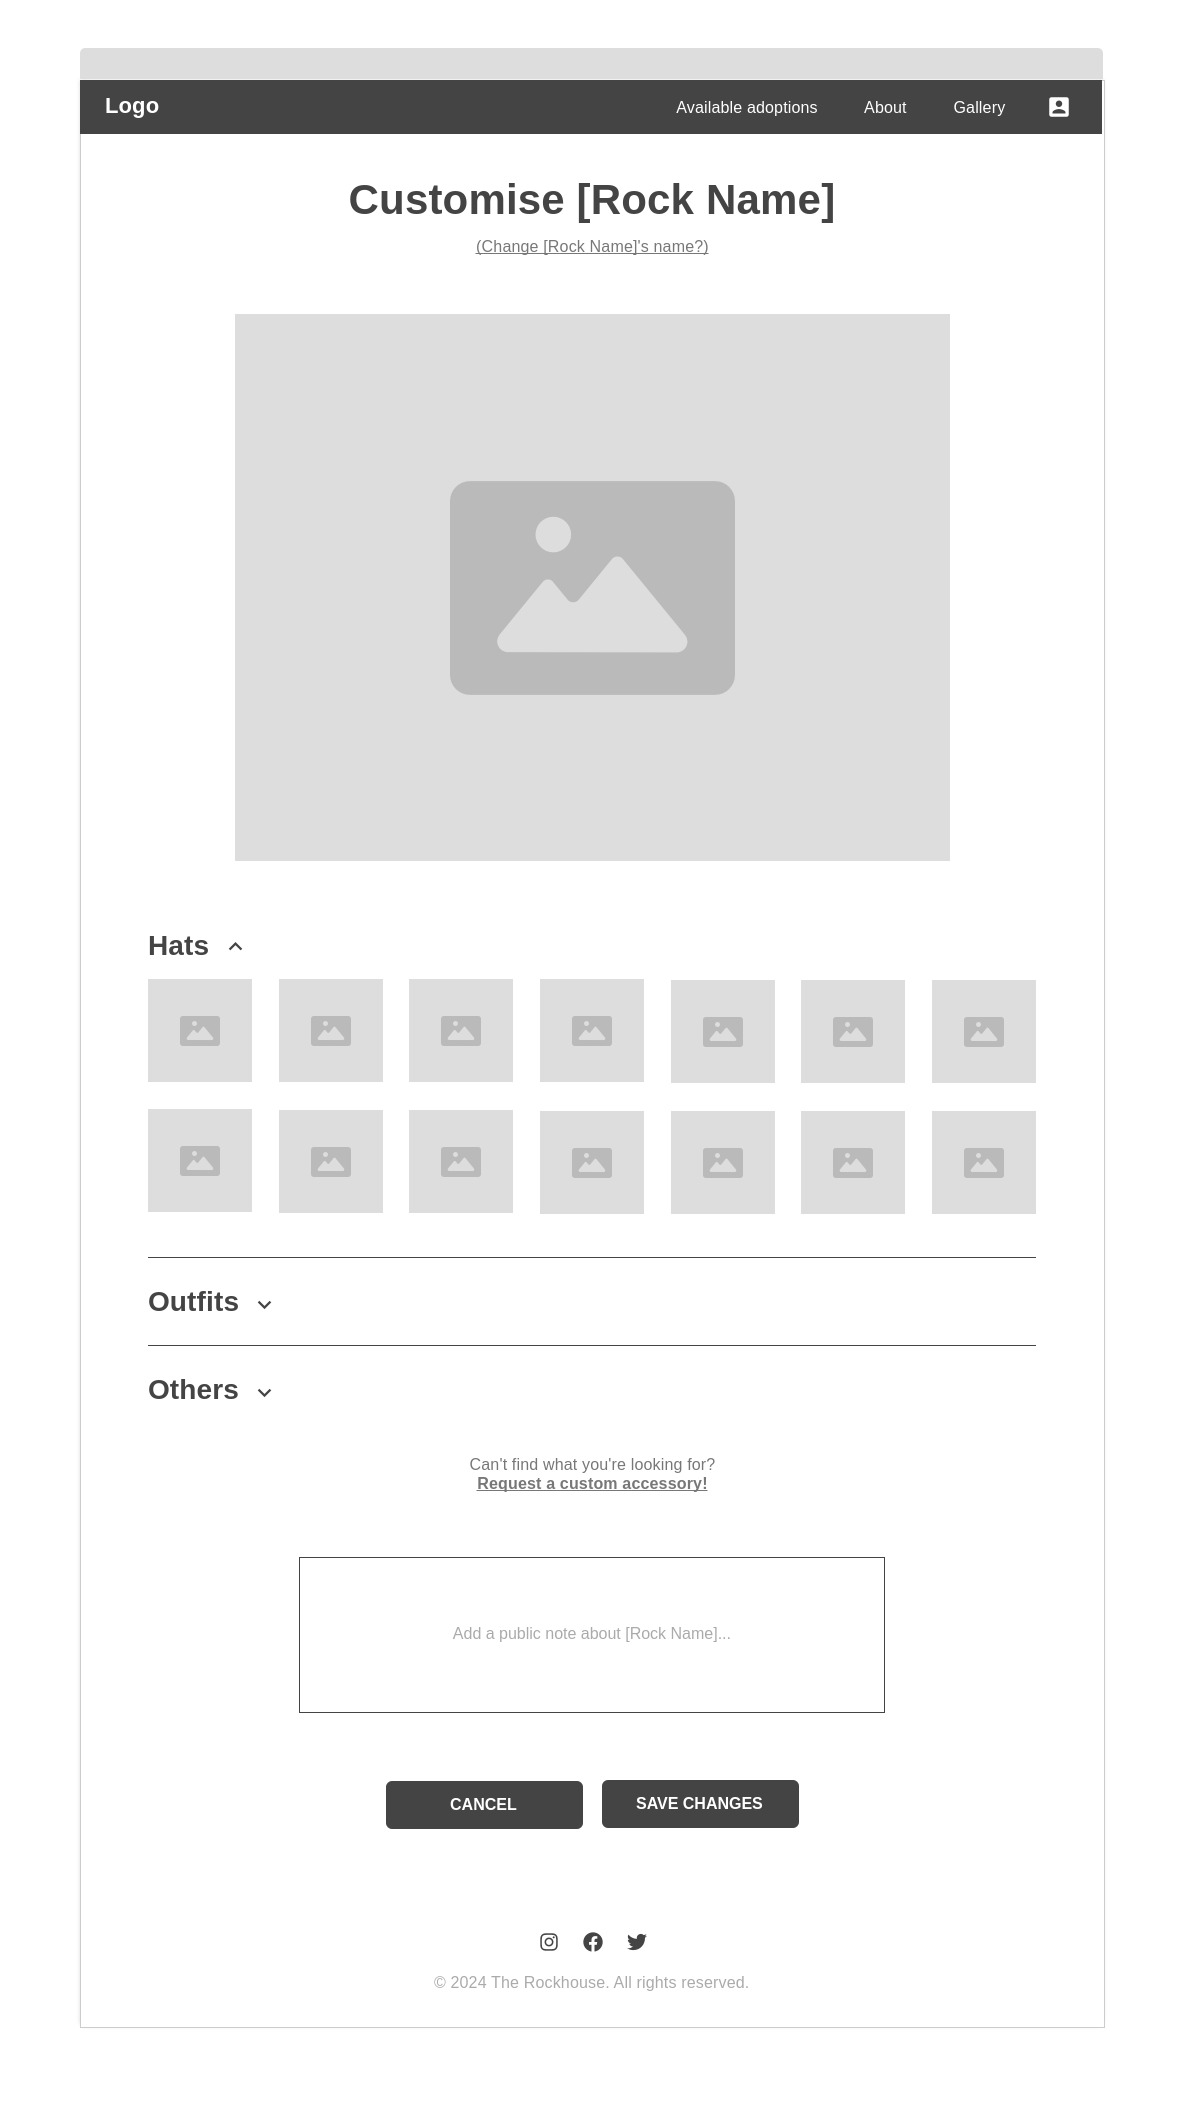 Logo
Available adoptions
About
Gallery
Customise [Rock Name]
(Change [Rock Name]'s name?)
Hats
Outfits
Others
Can't find what you're looking for?
Request a custom accessory!
Add a public note about [Rock Name]...
CANCEL
SAVE CHANGES
© 2024 The Rockhouse. All rights reserved.